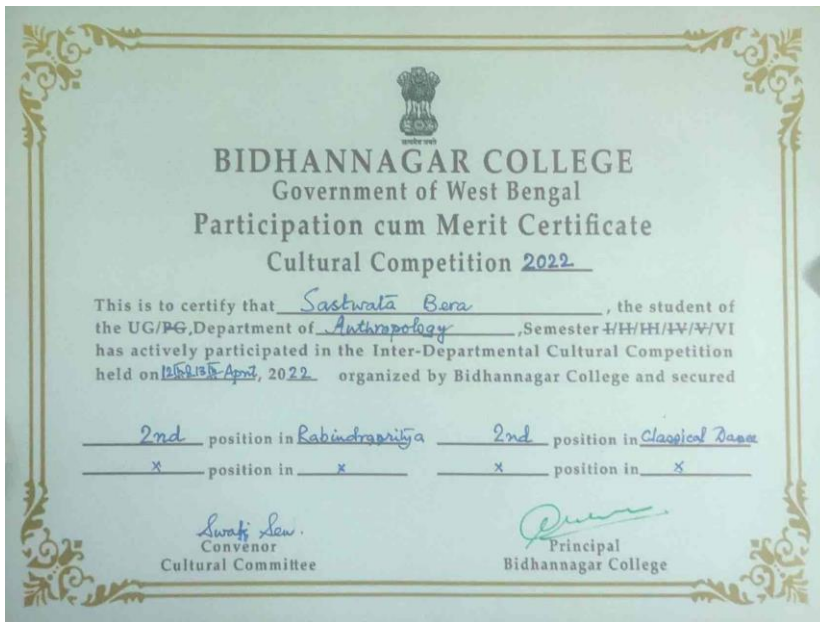 सत्यमेव जयते
BIDHANNAGAR COLLEGE
Government of West Bengal
Participation cum Merit Certificate
Cultural Competition 2022
This is to certify that Sastwata Bera, the student of
the UG/PG,Department of Anthropology,Semester I/II/III/IV/V/VI
has actively participated in the Inter-Departmental Cultural Competition
held on 12th & 13th April, 2022 organized by Bidhannagar College and secured
2nd position in Rabindranritya 2nd position in Classical Dance
x position in x x position in x
Swati Sen.
Convenor Principal
Cultural Committee Bidhannagar College